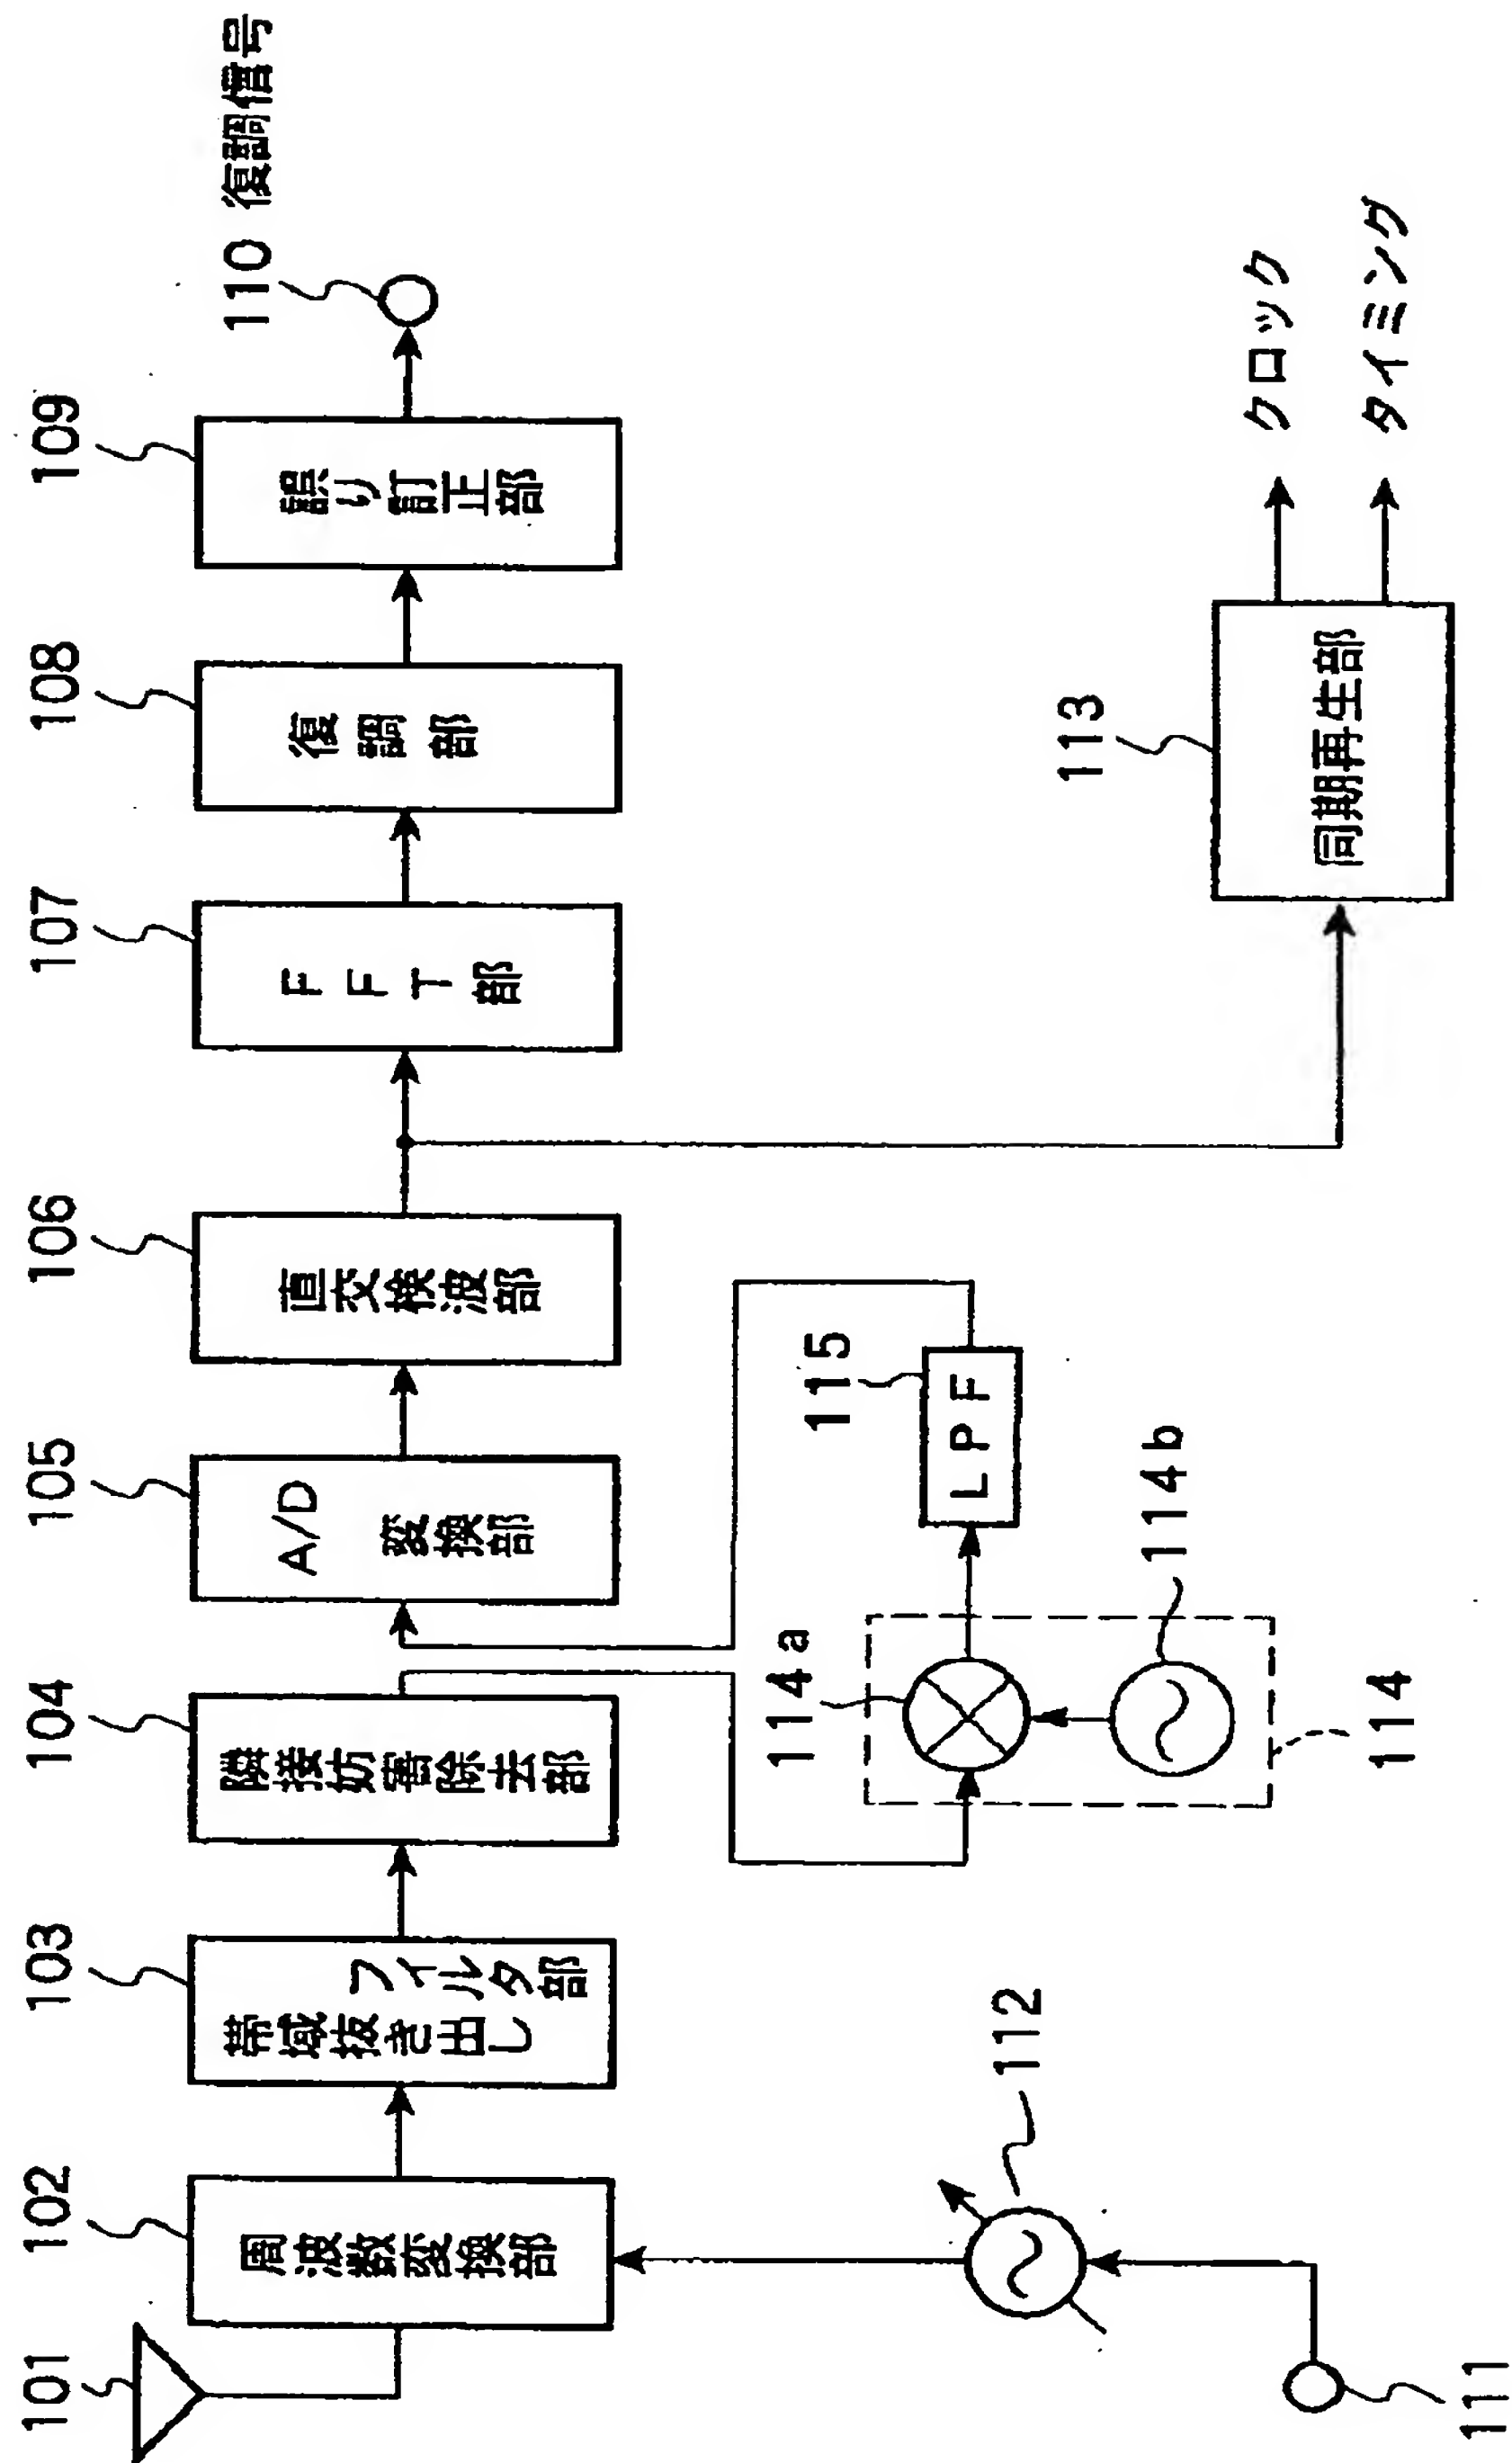 101
102
周波数変換部
103
帯域抜き出し
フィルタ部
104
隣接妨害除去部
105
A/D
変換部
106
直交検波部
107
FFT部
108
復調部
109
誤り訂正部
110 復調信号
111
112
114a
114b
114
115
LPF
113
同期再生部
クロック
タイミング